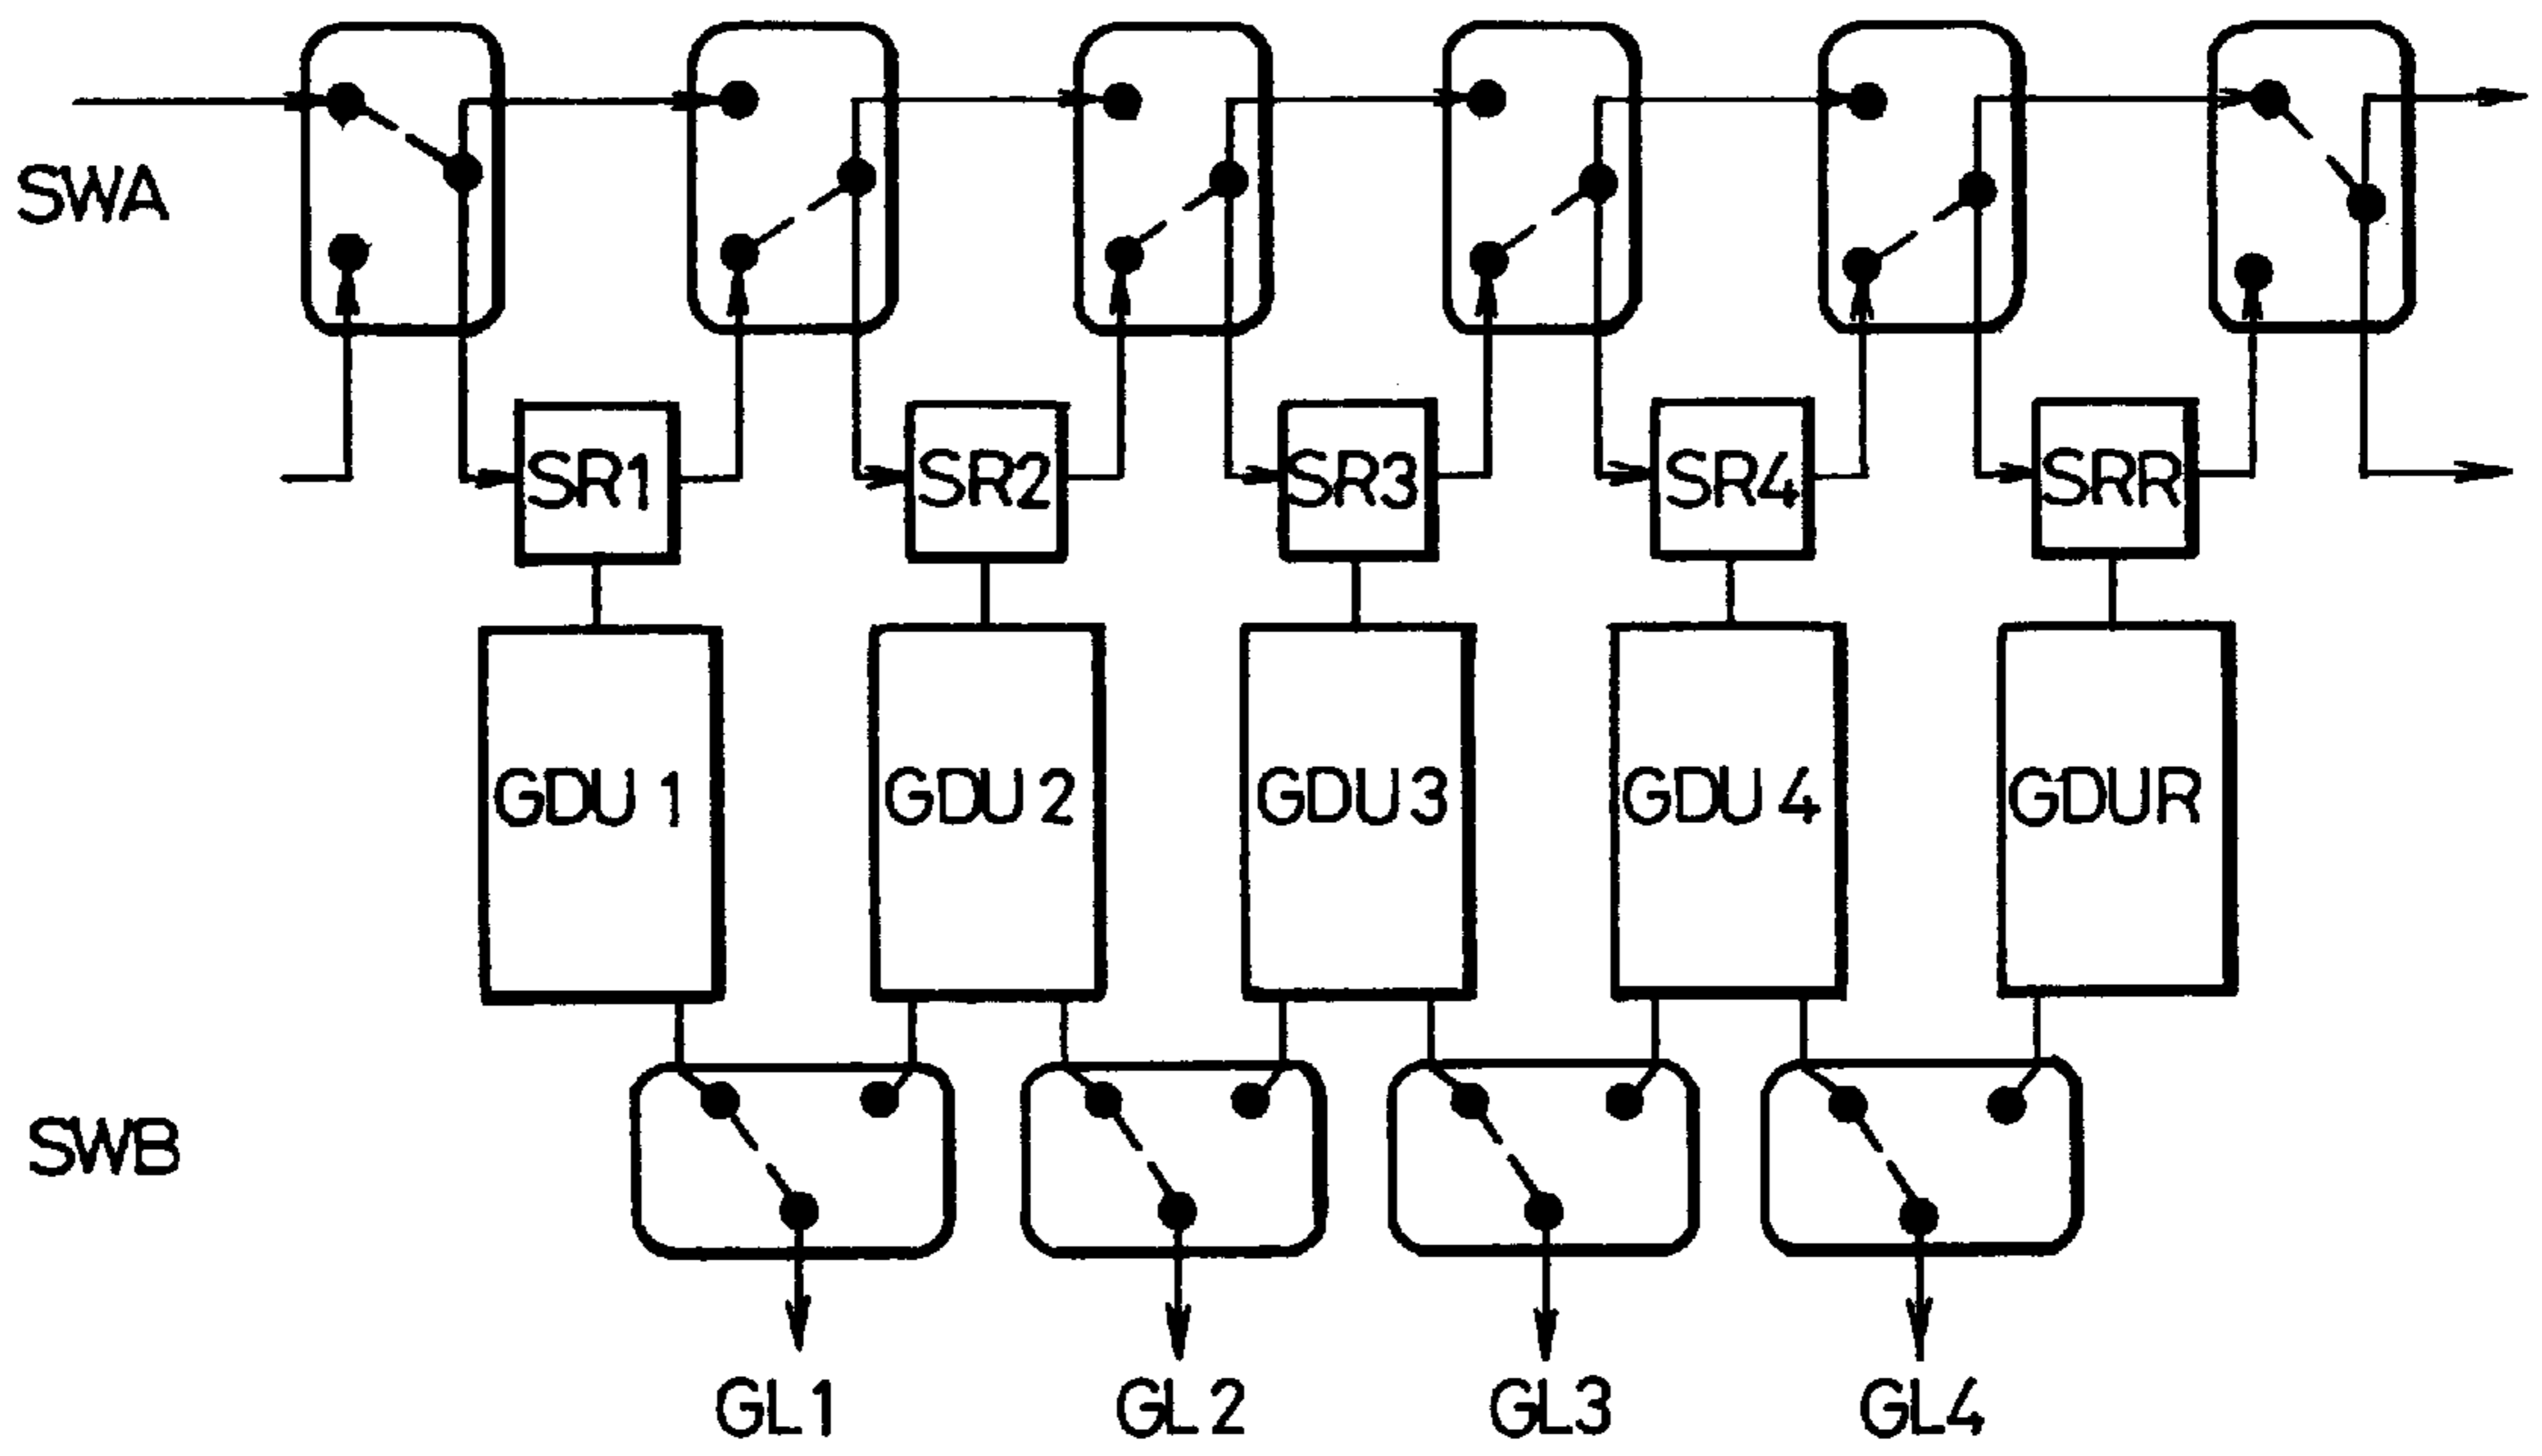 SWA
SR1 SR2 SR3 SR4 SRR
GDU 1 GDU 2 GDU 3 GDU 4 GDUR
SWB
GL1 GL2 GL3 GL4